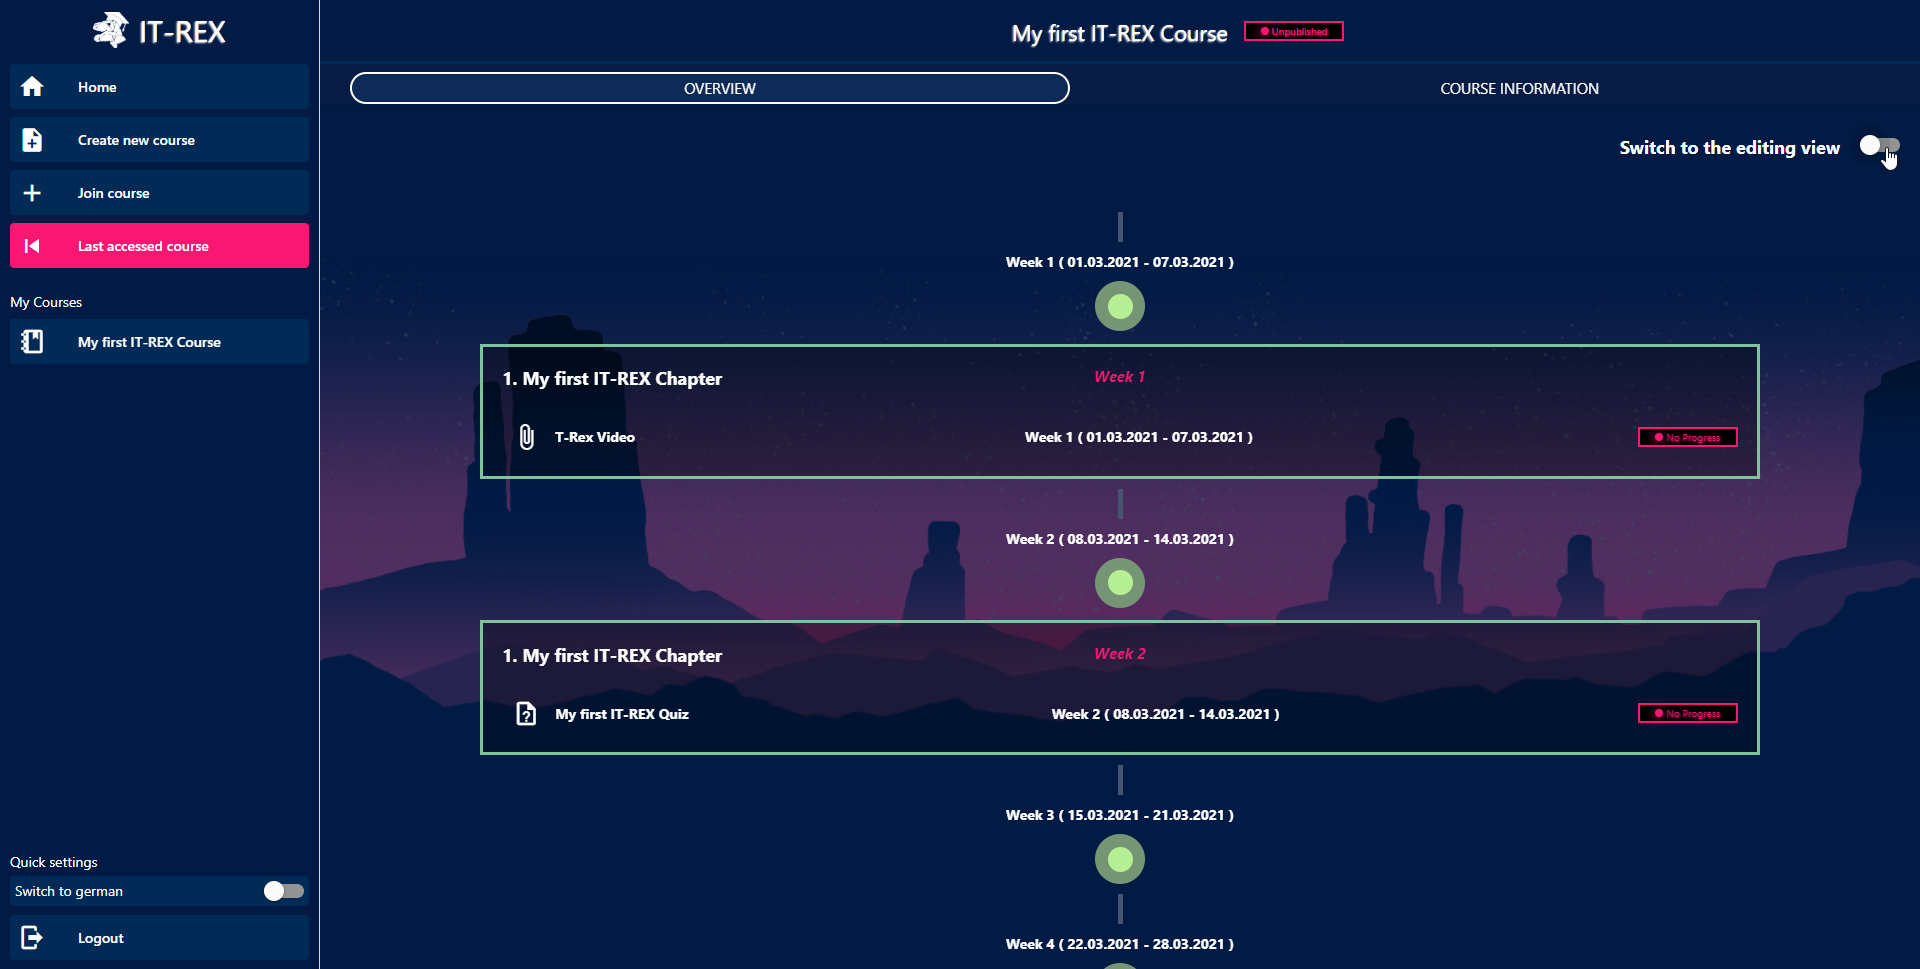 IT-REX
Home
Create new course
Join course
Last accessed course
My Courses
My first IT-REX Course
Quick settings
Switch to german
Logout
My first IT-REX Course Unpublished
OVERVIEW COURSE INFORMATION
Switch to the editing view
Week 1 ( 01.03.2021 - 07.03.2021 )
1. My first IT-REX Chapter Week 1
T-Rex Video Week 1 ( 01.03.2021 - 07.03.2021 ) No Progress
Week 2 ( 08.03.2021 - 14.03.2021 )
1. My first IT-REX Chapter Week 2
My first IT-REX Quiz Week 2 ( 08.03.2021 - 14.03.2021 ) No Progress
Week 3 ( 15.03.2021 - 21.03.2021 )
Week 4 ( 22.03.2021 - 28.03.2021 )